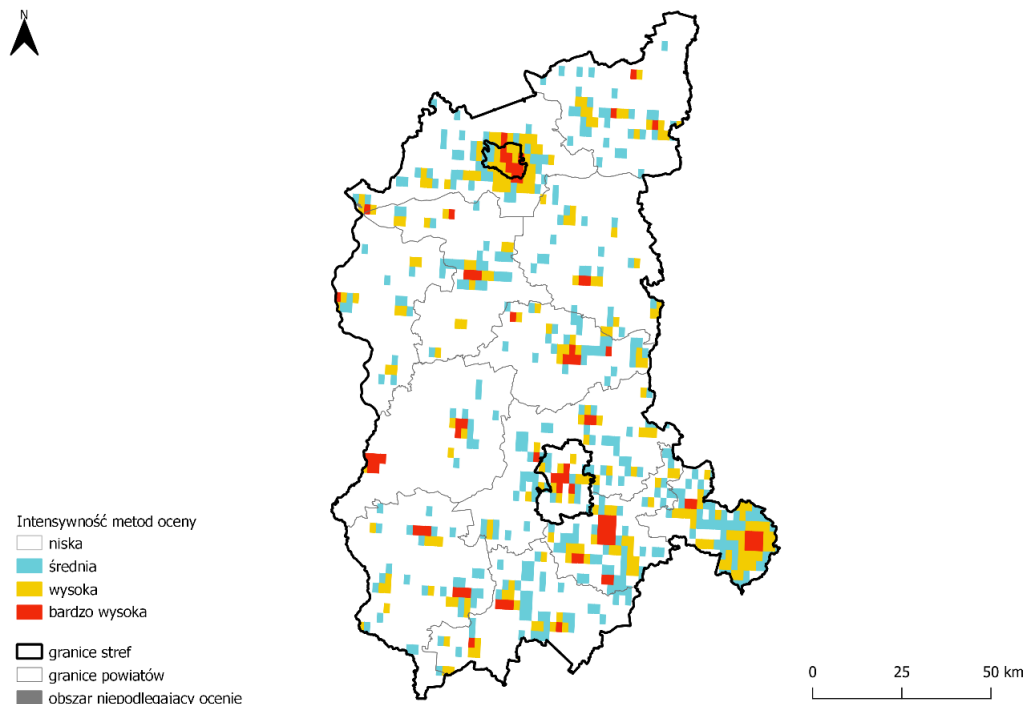 N
Intensywność metod oceny
niska
średnia
wysoka
bardzo wysoka
granice stref
granice powiatów
obszar niepodlegający ocenie
0 25 50 km